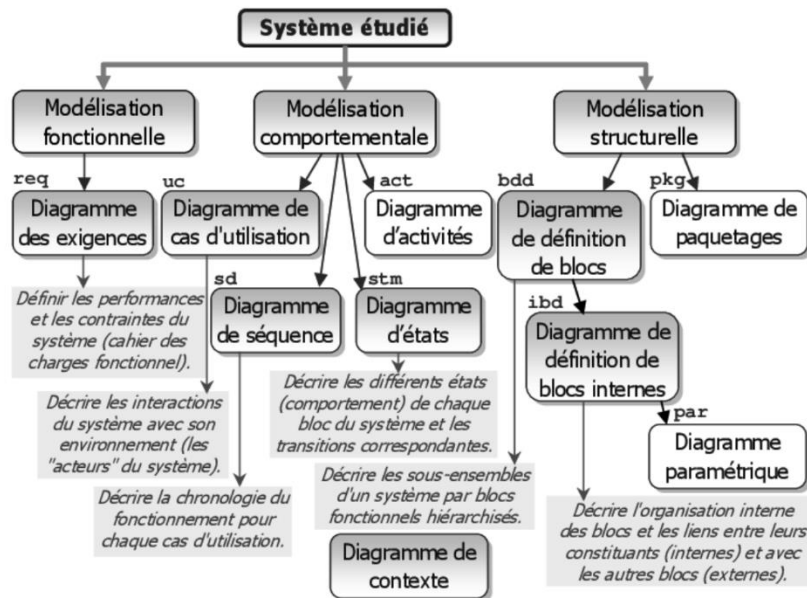 Système étudié
Modélisation
fonctionnelle
Modélisation
comportementale
Modélisation
structurelle
req
Diagramme
des exigences
uc
Diagramme de
cas d'utilisation
act
Diagramme
d'activités
bdd
Diagramme
de définition
de blocs
pkg
Diagramme de
paquetages
sd
Diagramme
de séquence
stm
Diagramme
d'états
ibd
Diagramme de
définition de
blocs internes
par
Diagramme
paramétrique
Définir les performances
et les contraintes du
système (cahier des
charges fonctionnel).
Décrire les interactions
du système avec son
environnement (les
"acteurs" du système).
Décrire la chronologie du
fonctionnement pour
chaque cas d'utilisation.
Décrire les différents états
(comportement) de chaque
bloc du système et les
transitions correspondantes.
Décrire les sous-ensembles
d'un système par blocs
fonctionnels hiérarchisés.
Décrire l'organisation interne
des blocs et les liens entre leurs
constituants (internes) et avec
les autres blocs (externes).
Diagramme de
contexte